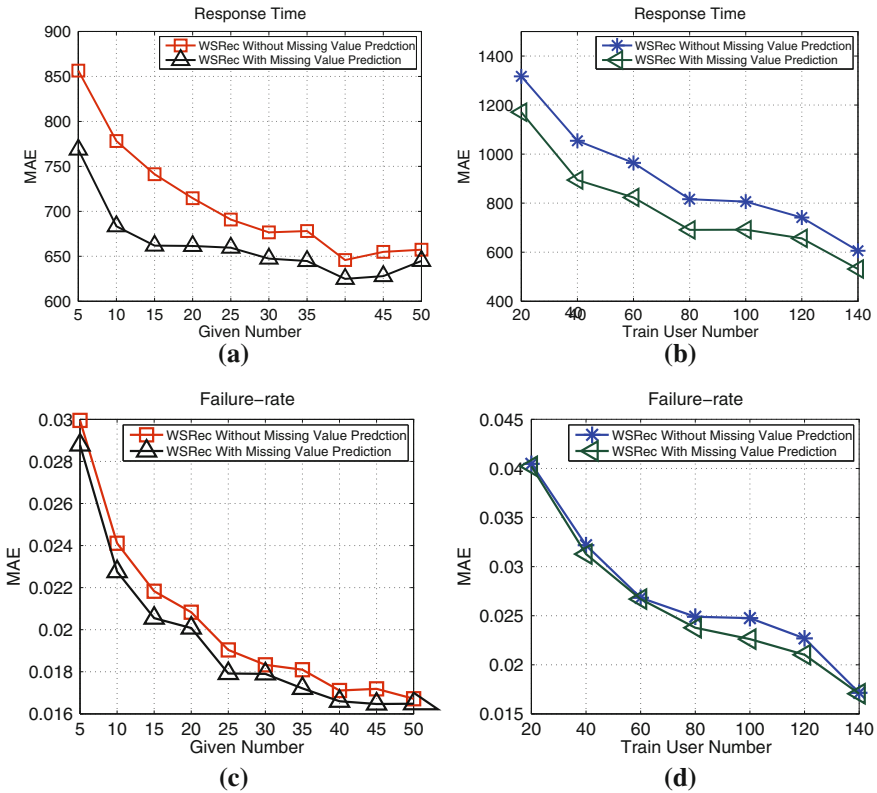 Response Time
900
850
800
750
700
650
600
MAE
WSRec Without Missing Value Predction
WSRec With Missing Value Prediction
5 10 15 20 25 30 35 40 45 50
Given Number
(a)
Response Time
1400
1200
1000
800
600
400
MAE
WSRec Without Missing Value Predction
WSRec With Missing Value Prediction
20 40 60 80 100 120 140
40
Train User Number
(b)
Failure-rate
0.03
0.028
0.026
0.024
0.022
0.02
0.018
0.016
MAE
WSRec Without Missing Value Predction
WSRec With Missing Value Prediction
5 10 15 20 25 30 35 40 45 50
Given Number
(c)
Failure-rate
0.045
0.04
0.035
0.03
0.025
0.02
0.015
MAE
WSRec Without Missing Value Predction
WSRec With Missing Value Prediction
20 40 60 80 100 120 140
Train User Number
(d)